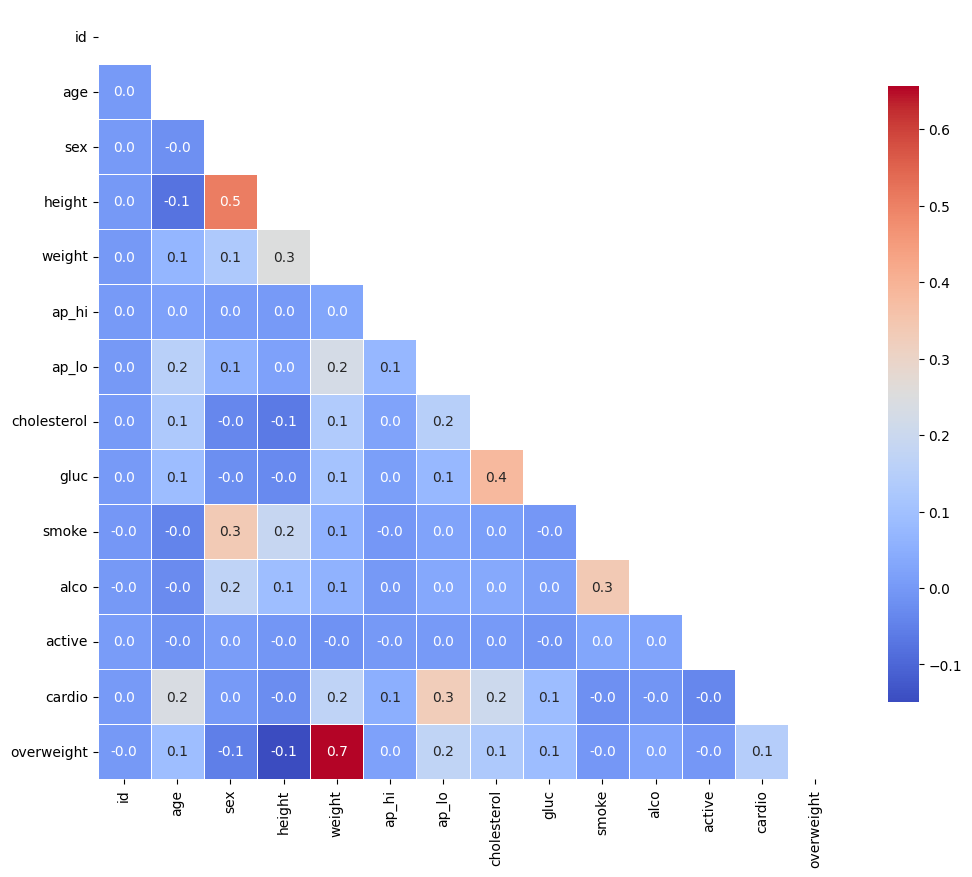 id
age 0.0
sex 0.0 -0.0
height 0.0 -0.1 0.5
weight 0.0 0.1 0.1 0.3
ap_hi 0.0 0.0 0.0 0.0 0.0
ap_lo 0.0 0.2 0.1 0.0 0.2 0.1
cholesterol 0.0 0.1 -0.0 -0.1 0.1 0.0 0.2
gluc 0.0 0.1 -0.0 -0.0 0.1 0.0 0.1 0.4
smoke -0.0 -0.0 0.3 0.2 0.1 -0.0 0.0 0.0 -0.0
alco -0.0 -0.0 0.2 0.1 0.1 0.0 0.0 0.0 0.0 0.3
active 0.0 -0.0 0.0 -0.0 -0.0 -0.0 0.0 0.0 -0.0 0.0 0.0
cardio 0.0 0.2 0.0 -0.0 0.2 0.1 0.3 0.2 0.1 -0.0 -0.0 -0.0
overweight -0.0 0.1 -0.1 -0.1 0.7 0.0 0.2 0.1 0.1 -0.0 0.0 -0.0 0.1
id age sex height weight ap_hi ap_lo cholesterol gluc smoke alco active cardio overweight
0.6
0.5
0.4
0.3
0.2
0.1
0.0
−0.1